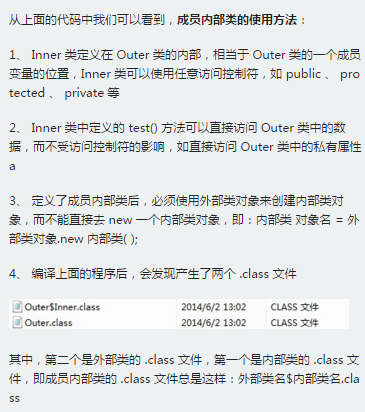 从上面的代码中我们可以看到，成员内部类的使用方法：
1、 Inner 类定义在 Outer 类的内部，相当于 Outer 类的一个成员
变量的位置，Inner 类可以使用任意访问控制符，如 public 、 pro
tected 、 private 等
2、 Inner 类中定义的 test() 方法可以直接访问 Outer 类中的数
据，而不受访问控制符的影响，如直接访问 Outer 类中的私有属性
a
3、 定义了成员内部类后，必须使用外部类对象来创建内部类对
象，而不能直接去 new 一个内部类对象，即：内部类 对象名 = 外
部类对象.new 内部类( );
4、 编译上面的程序后，会发现产生了两个 .class 文件
Outer$Inner.class 2014/6/2 13:02 CLASS 文件
Outer.class 2014/6/2 13:02 CLASS 文件
其中，第二个是外部类的 .class 文件，第一个是内部类的 .class 文
件，即成员内部类的 .class 文件总是这样：外部类名$内部类名.cla
ss